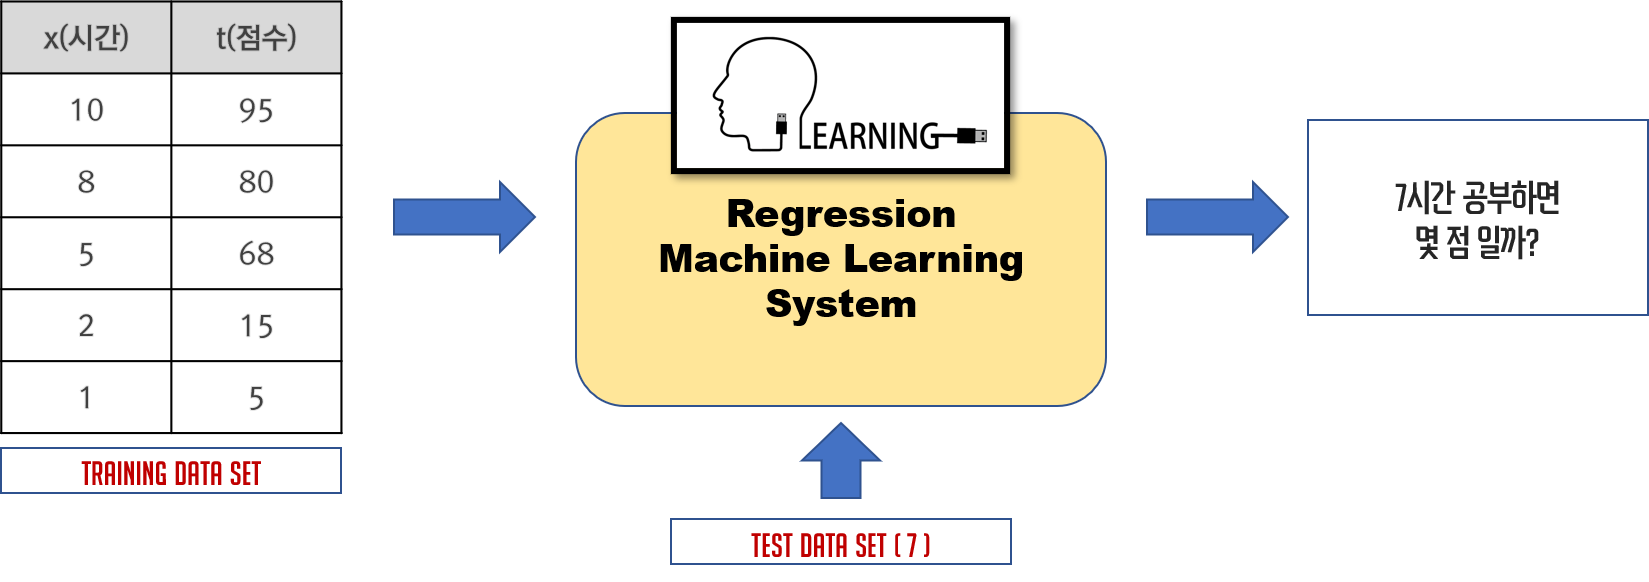 x(시간) t(점수)
10 95
8 80
5 68
2 15
1 5
TRAINING DATA SET
LEARNING
Regression
Machine Learning
System
TEST DATA SET ( 7 )
7시간 공부하면
몇 점 일까?